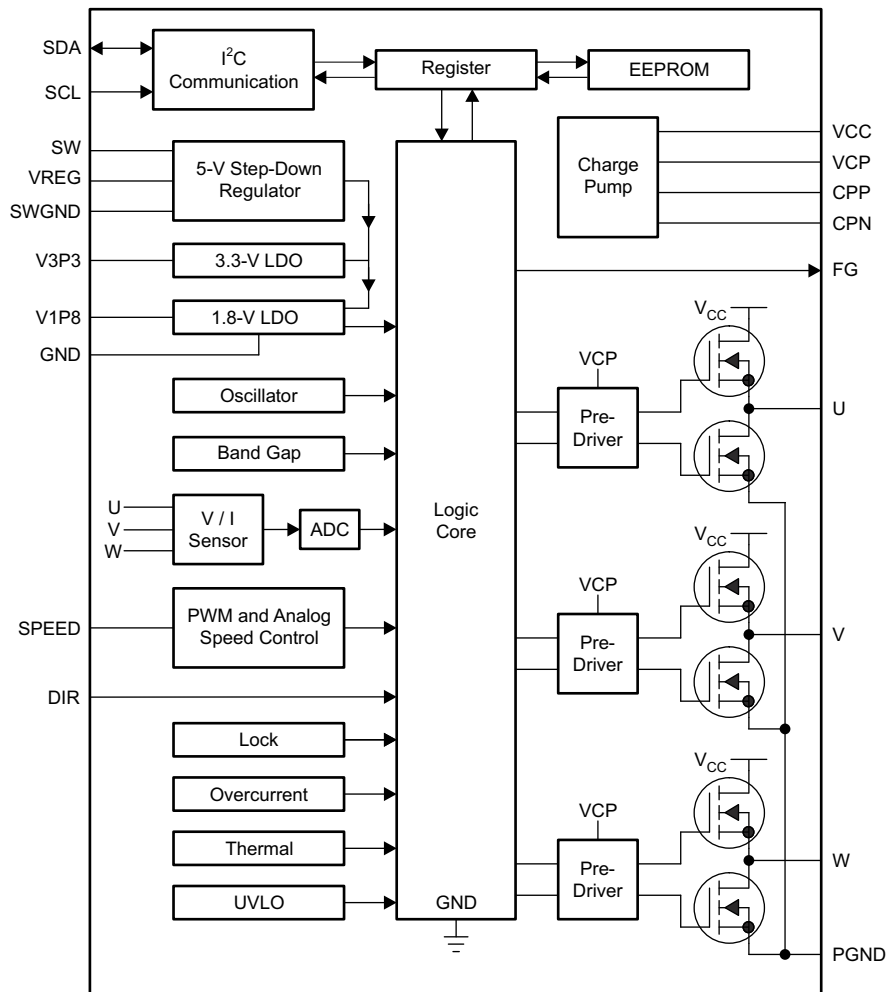 SDA
SCL
I²C
Communication
Register
EEPROM
SW
VREG
SWGND
5-V Step-Down
Regulator
V3P3
3.3-V LDO
V1P8
1.8-V LDO
GND
Oscillator
Band Gap
U
V
W
V / I
Sensor
ADC
SPEED
PWM and Analog
Speed Control
DIR
Lock
Overcurrent
Thermal
UVLO
Logic
Core
GND
Charge
Pump
VCC
VCP
CPP
CPN
FG
VCC
VCP
Pre-
Driver
U
VCC
VCP
Pre-
Driver
V
VCC
VCP
Pre-
Driver
W
PGND